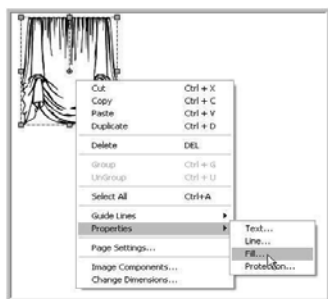 Cut Ctrl + X
Copy Ctrl + C
Paste Ctrl + V
Duplicate Ctrl + D
Delete DEL
Group Ctrl + G
UnGroup Ctrl + U
Select All Ctrl+A
Guide Lines
Properties
Page Settings...
Image Components...
Change Dimensions...
Text...
Line...
Fill...
Protection...